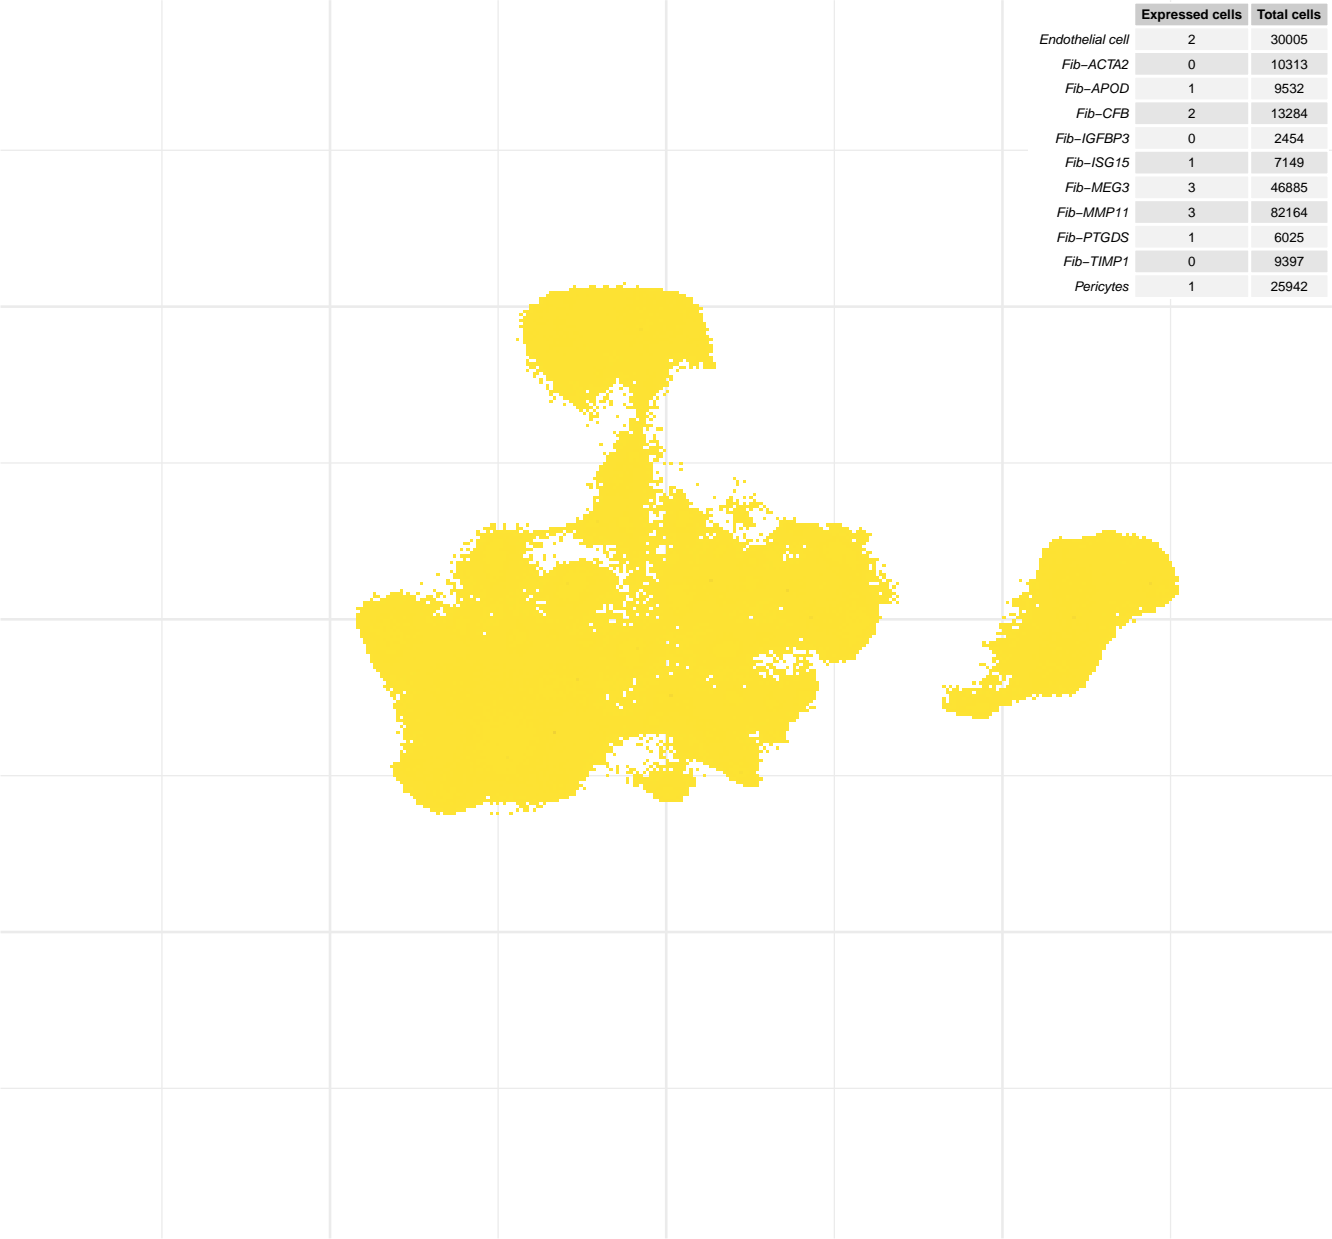 Expressed cells Total cells
Endothelial cell 2 30005
Fib−ACTA2 0 10313
Fib−APOD 1 9532
Fib−CFB 2 13284
Fib−IGFBP3 0 2454
Fib−ISG15 1 7149
Fib−MEG3 3 46885
Fib−MMP11 3 82164
Fib−PTGDS 1 6025
Fib−TIMP1 0 9397
Pericytes 1 25942